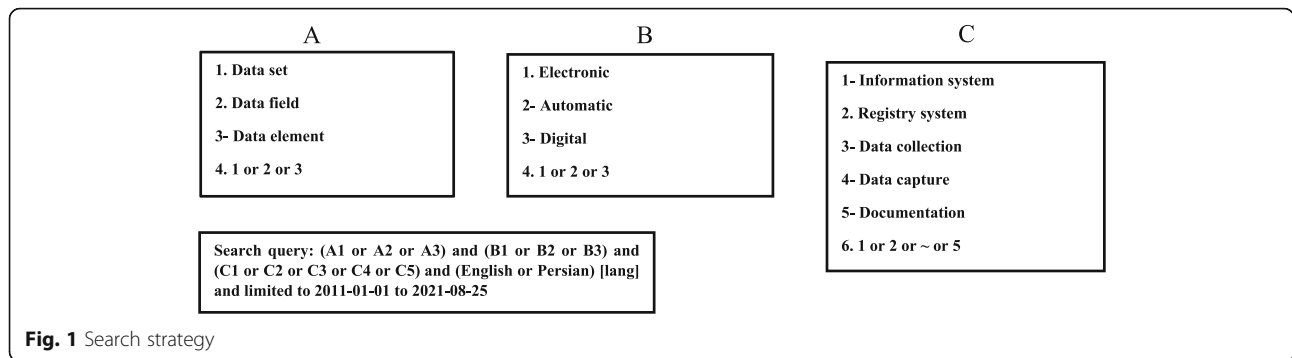 A
1. Data set
2. Data field
3- Data element
4. 1 or 2 or 3
B
1. Electronic
2- Automatic
3- Digital
4. 1 or 2 or 3
C
1- Information system
2. Registry system
3- Data collection
4- Data capture
5- Documentation
6. 1 or 2 or ~ or 5
Search query: (A1 or A2 or A3) and (B1 or B2 or B3) and
(C1 or C2 or C3 or C4 or C5) and (English or Persian) [lang]
and limited to 2011-01-01 to 2021-08-25
Fig. 1 Search strategy